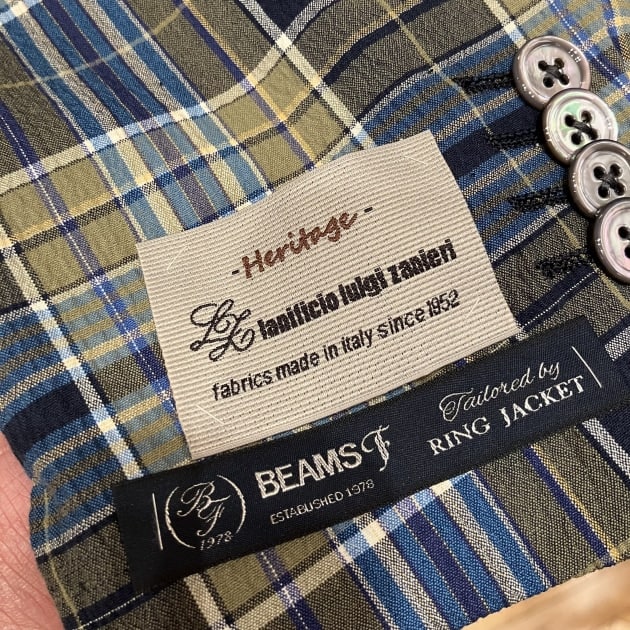 -Heritage-
LZ lanificio luigi zanieri
fabrics made in italy since 1952
BF
1978
BEAMS F
ESTABLISHED 1978
Tailored by
RING JACKET